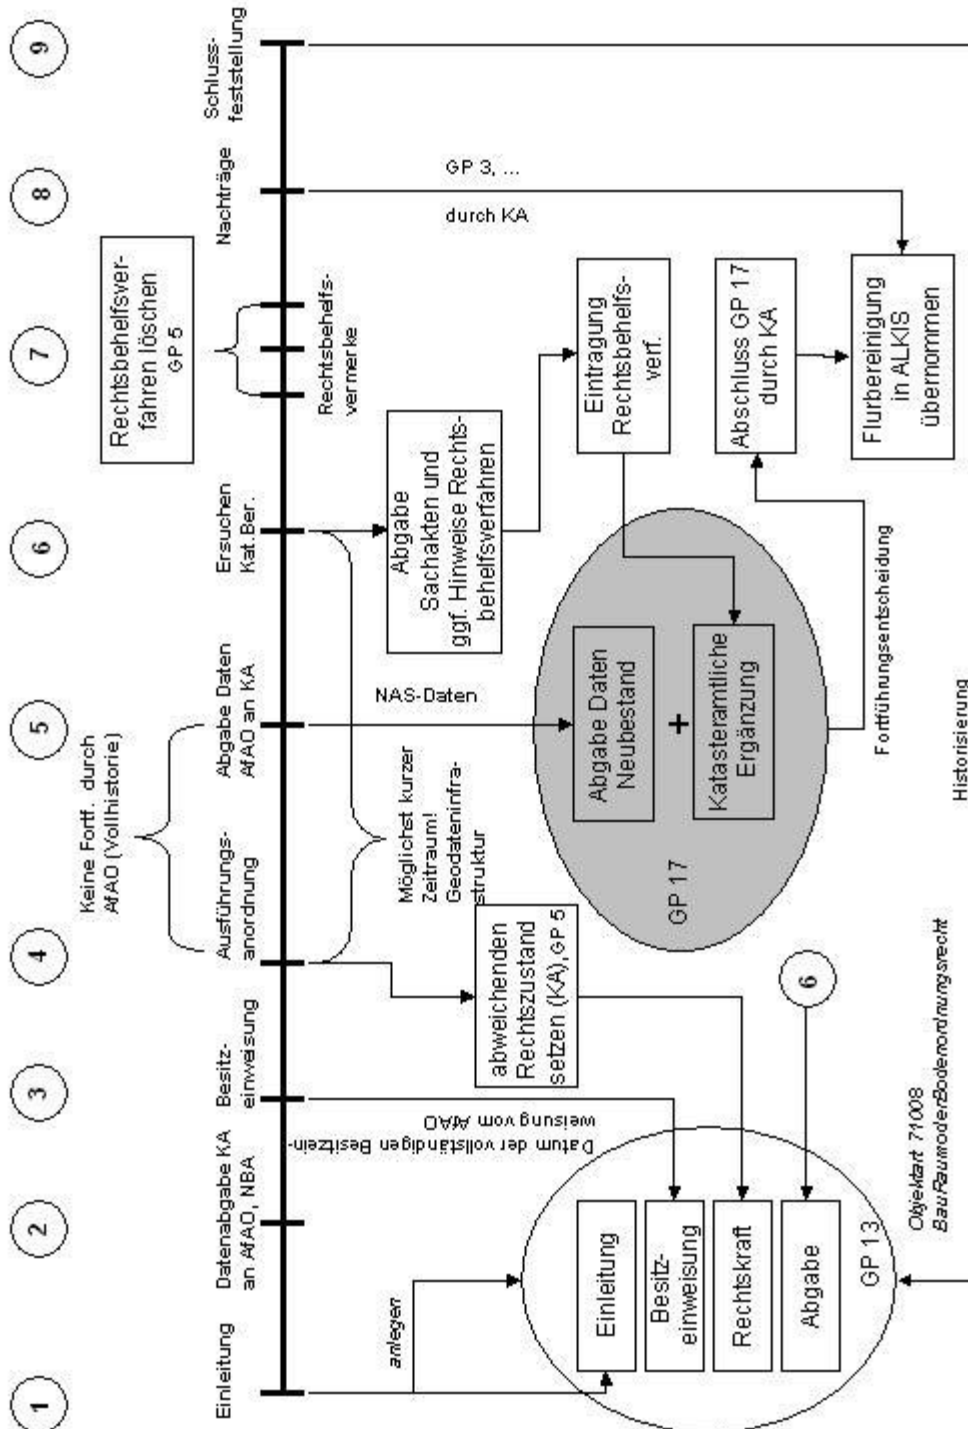 1
2
3
4
5
6
7
8
9
Keine Fortf. durch
AfAO (Vollhistorie)
Rechtsbehelfsver-
fahren löschen
GP 5
Einleitung
Datenabgabe KA
an AfAO, NBA
Besitz-
einweisung
Ausführungs-
anordnung
Abgabe Daten
AfAO an KA
Ersuchen
Kat.Ber.
Rechtsbehelfs-
vermerke
Nachträge
Schluss-
feststellung
anlegen
Datum der vollständigen Besitzein-
weisung vom AfAO
Möglichst kurzer
Zeitraum!
Geodateninfra-
struktur
NAS-Daten
Abgabe
Sachakten und
ggf. Hinweise Rechts-
behelfsverfahren
GP 3, ...
durch KA
abweichenden
Rechtszustand
setzen (KA), GP 5
Eintragung
Rechtsbehelfs-
verf.
Einleitung
Besitz-
einweisung
Rechtskraft
Abgabe
GP 13
6
GP 17
Abgabe Daten
Neubestand
+
Katasteramtliche
Ergänzung
Abschluss GP 17
durch KA
Flurbereinigung
in ALKIS
übernommen
Fortführungsentscheidung
Objektart 71008
BauRaumoderBodenordnungsrecht
Historisierung